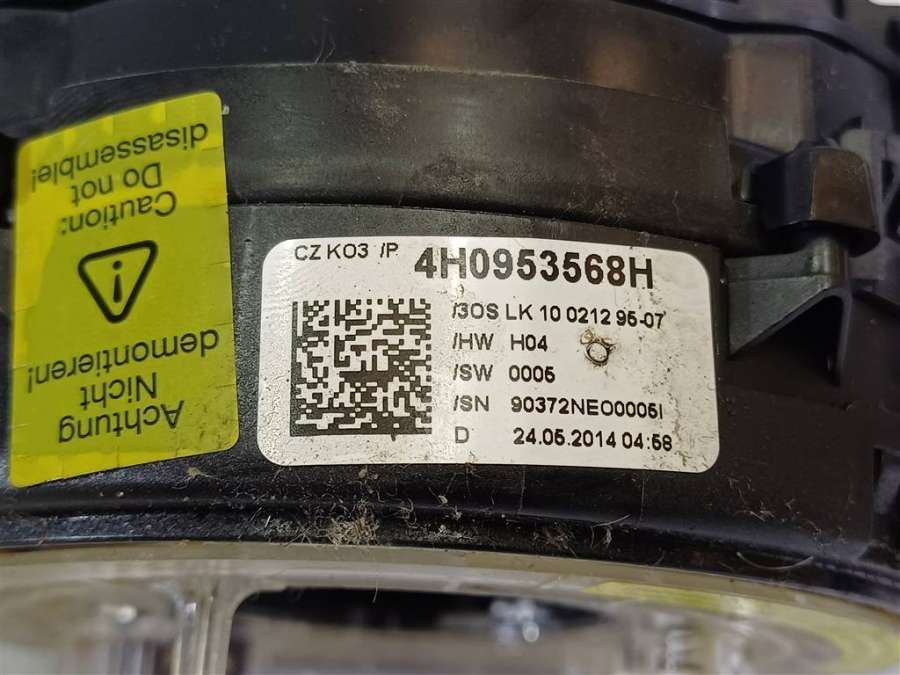 CZ KO3 /P 4H0953568H
/3OS LK 10 0212 95-07
/HW H04
/SW 0005
/SN 90372NEO0005I
D 24.05.2014 04:58
Achtung
Nicht
demontieren!
Caution:
Do not
disassemble!